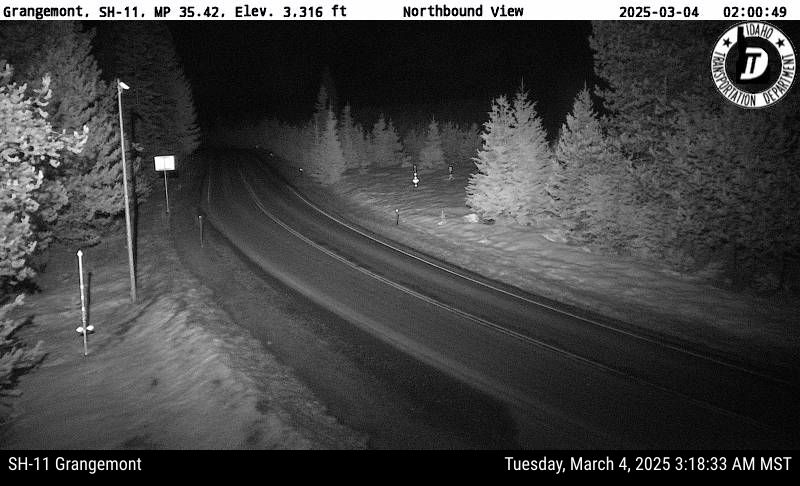 Grangemont, SH-11, MP 35.42, Elev. 3,316 ft Northbound View 2025-03-04 02:00:49
IDAHO
TRANSPORTATION DEPARTMENT
SH-11 Grangemont Tuesday, March 4, 2025 3:18:33 AM MST